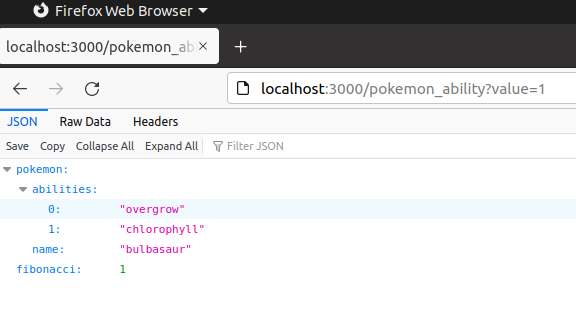 Firefox Web Browser
localhost:3000/pokemon_ab
localhost:3000/pokemon_ability?value=1
JSON Raw Data Headers
Save Copy Collapse All Expand All Filter JSON
pokemon:
abilities:
0: "overgrow"
1: "chlorophyll"
name: "bulbasaur"
fibonacci: 1